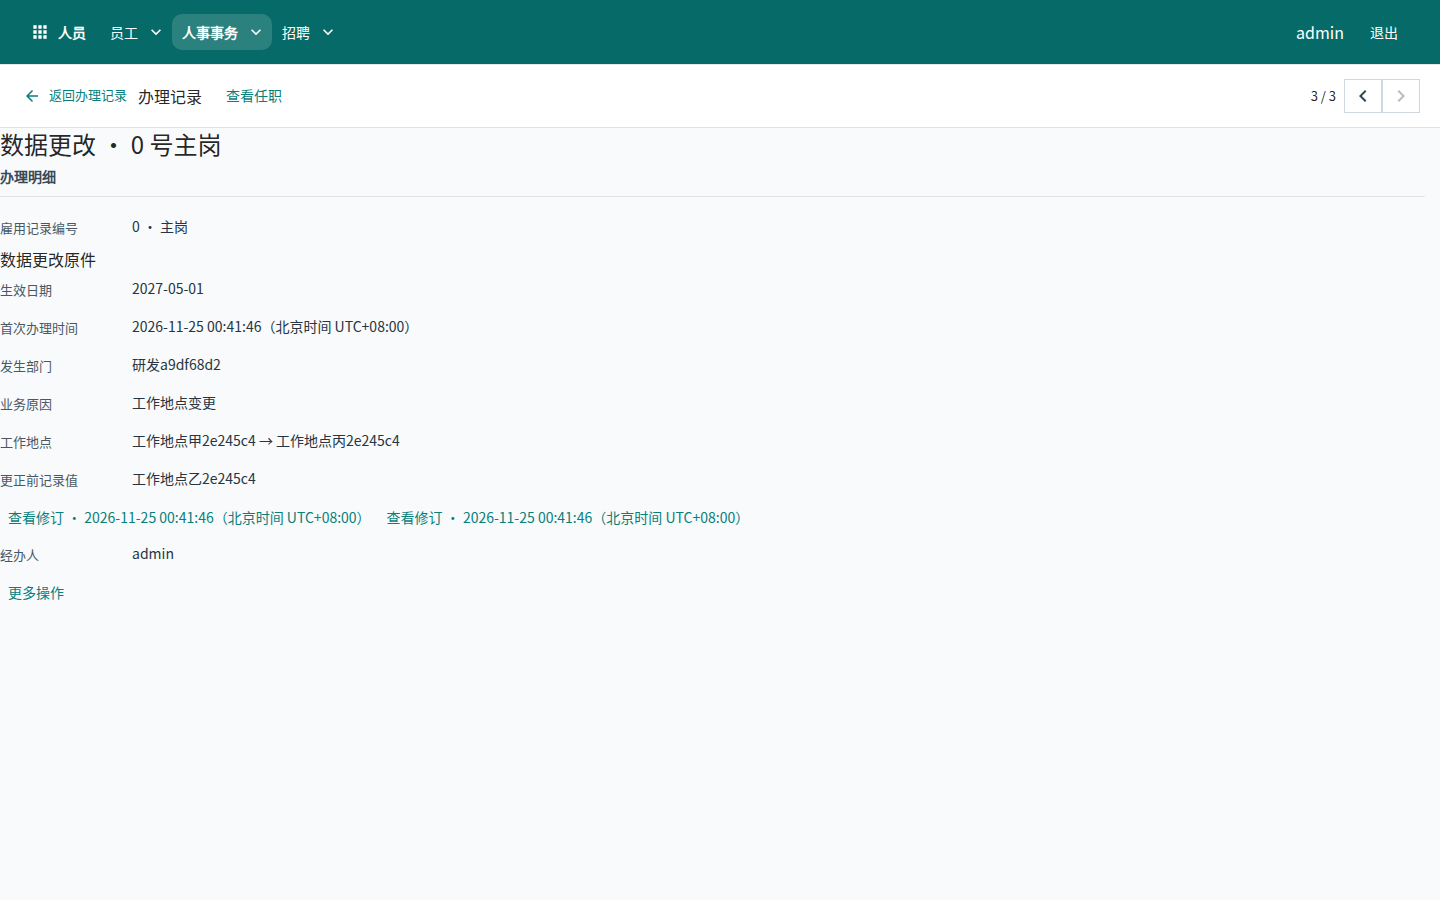 人员 员工 人事事务 招聘 admin 退出
返回办理记录 办理记录 查看任职 3 / 3
数据更改 · 0 号主岗
办理明细
雇用记录编号 0 · 主岗
数据更改原件
生效日期 2027-05-01
首次办理时间 2026-11-25 00:41:46（北京时间 UTC+08:00）
发生部门 研发a9df68d2
业务原因 工作地点变更
工作地点 工作地点甲2e245c4 → 工作地点丙2e245c4
更正前记录值 工作地点乙2e245c4
查看修订 · 2026-11-25 00:41:46（北京时间 UTC+08:00） 查看修订 · 2026-11-25 00:41:46（北京时间 UTC+08:00）
经办人 admin
更多操作